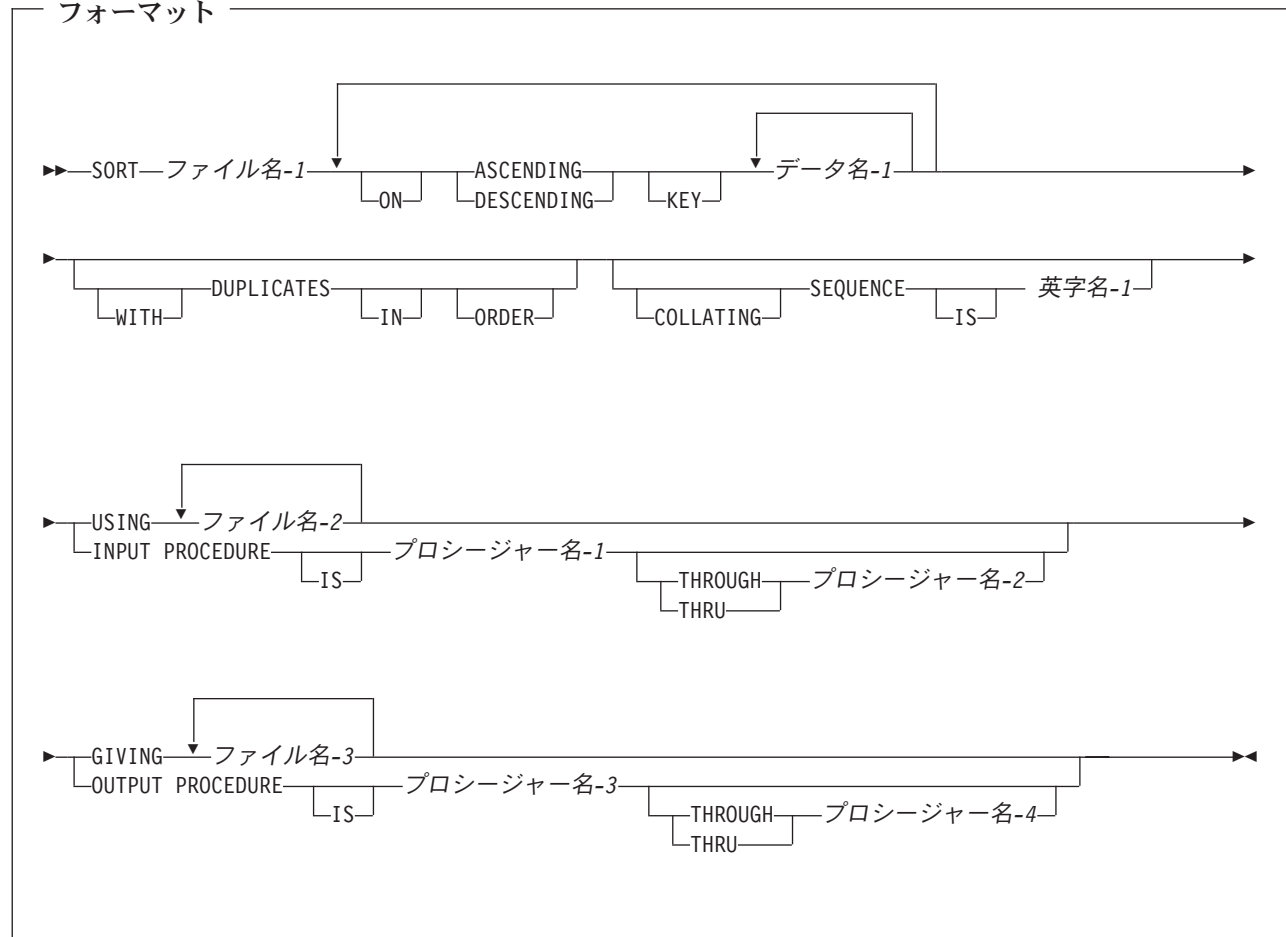 フォーマット
SORT ファイル名-1 ASCENDING データ名-1
ON DESCENDING KEY
DUPLICATES SEQUENCE 英字名-1
WITH IN ORDER COLLATING IS
USING ファイル名-2
INPUT PROCEDURE プロシージャー名-1
IS THROUGH プロシージャー名-2
THRU
GIVING ファイル名-3
OUTPUT PROCEDURE プロシージャー名-3
IS THROUGH プロシージャー名-4
THRU